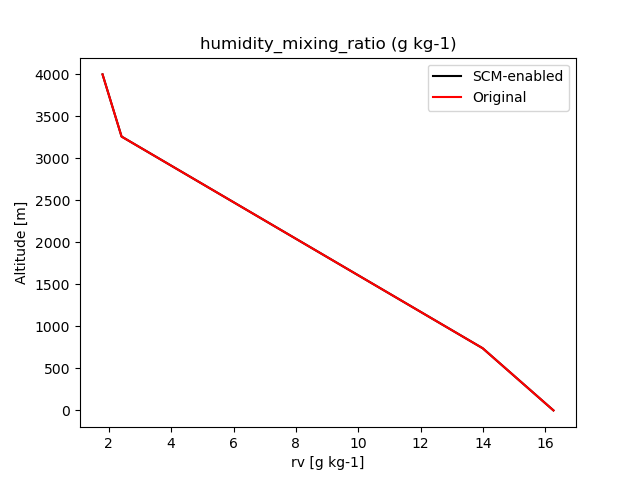 humidity_mixing_ratio (g kg-1)
SCM-enabled
Original
Altitude [m]
4000
3500
3000
2500
2000
1500
1000
500
0
2 4 6 8 10 12 14 16
rv [g kg-1]